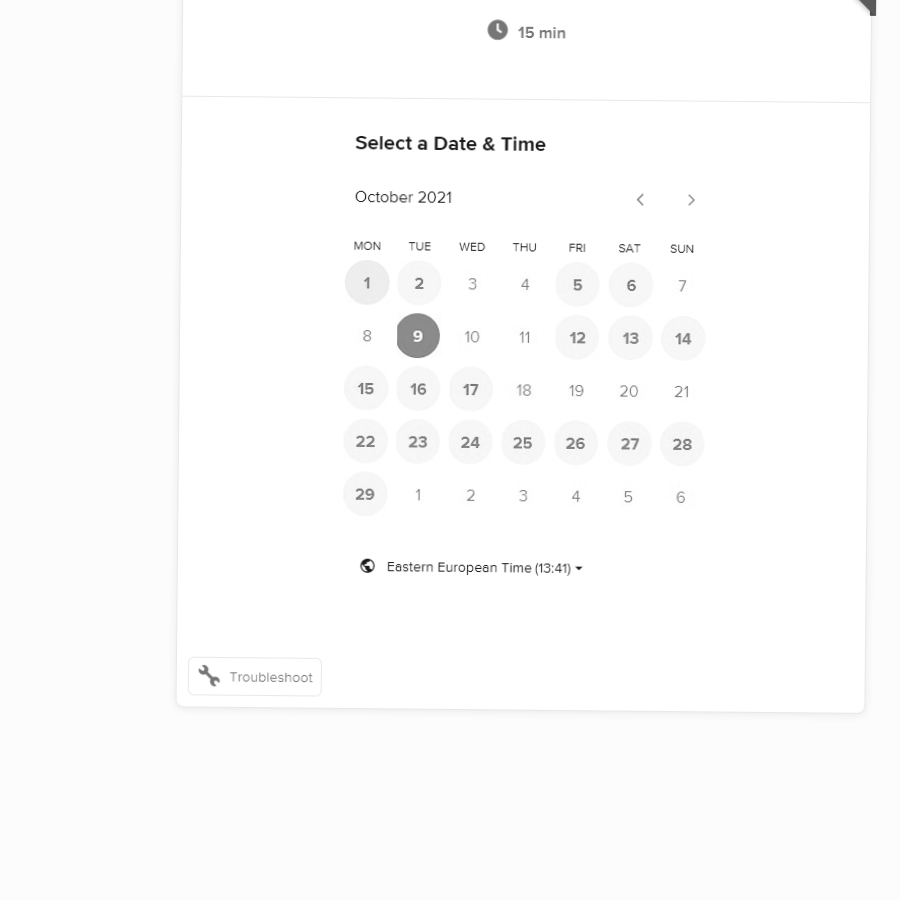 15 min
Select a Date & Time
October 2021
MON TUE WED THU FRI SAT SUN
1 2 3 4 5 6 7
8 9 10 11 12 13 14
15 16 17 18 19 20 21
22 23 24 25 26 27 28
29 1 2 3 4 5 6
Eastern European Time (13:41)
Troubleshoot